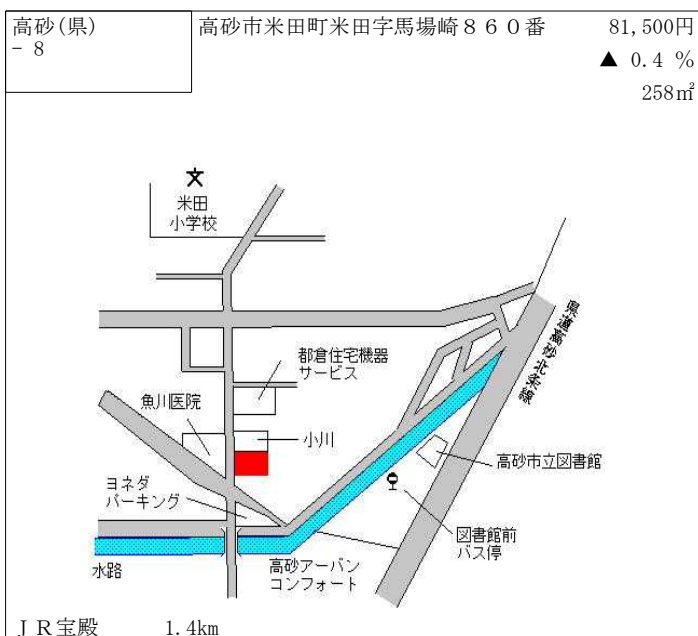 高砂(県)
- 8
高砂市米田町米田字馬場崎８６０番
81,500円
▲ 0.4 %
258㎡
文
米田
小学校
県道高砂北条線
都倉住宅機器
サービス
魚川医院
小川
高砂市立図書館
ヨネダ
パーキング
図書館前
バス停
水路
高砂アーバン
コンフォート
ＪＲ宝殿 1.4km